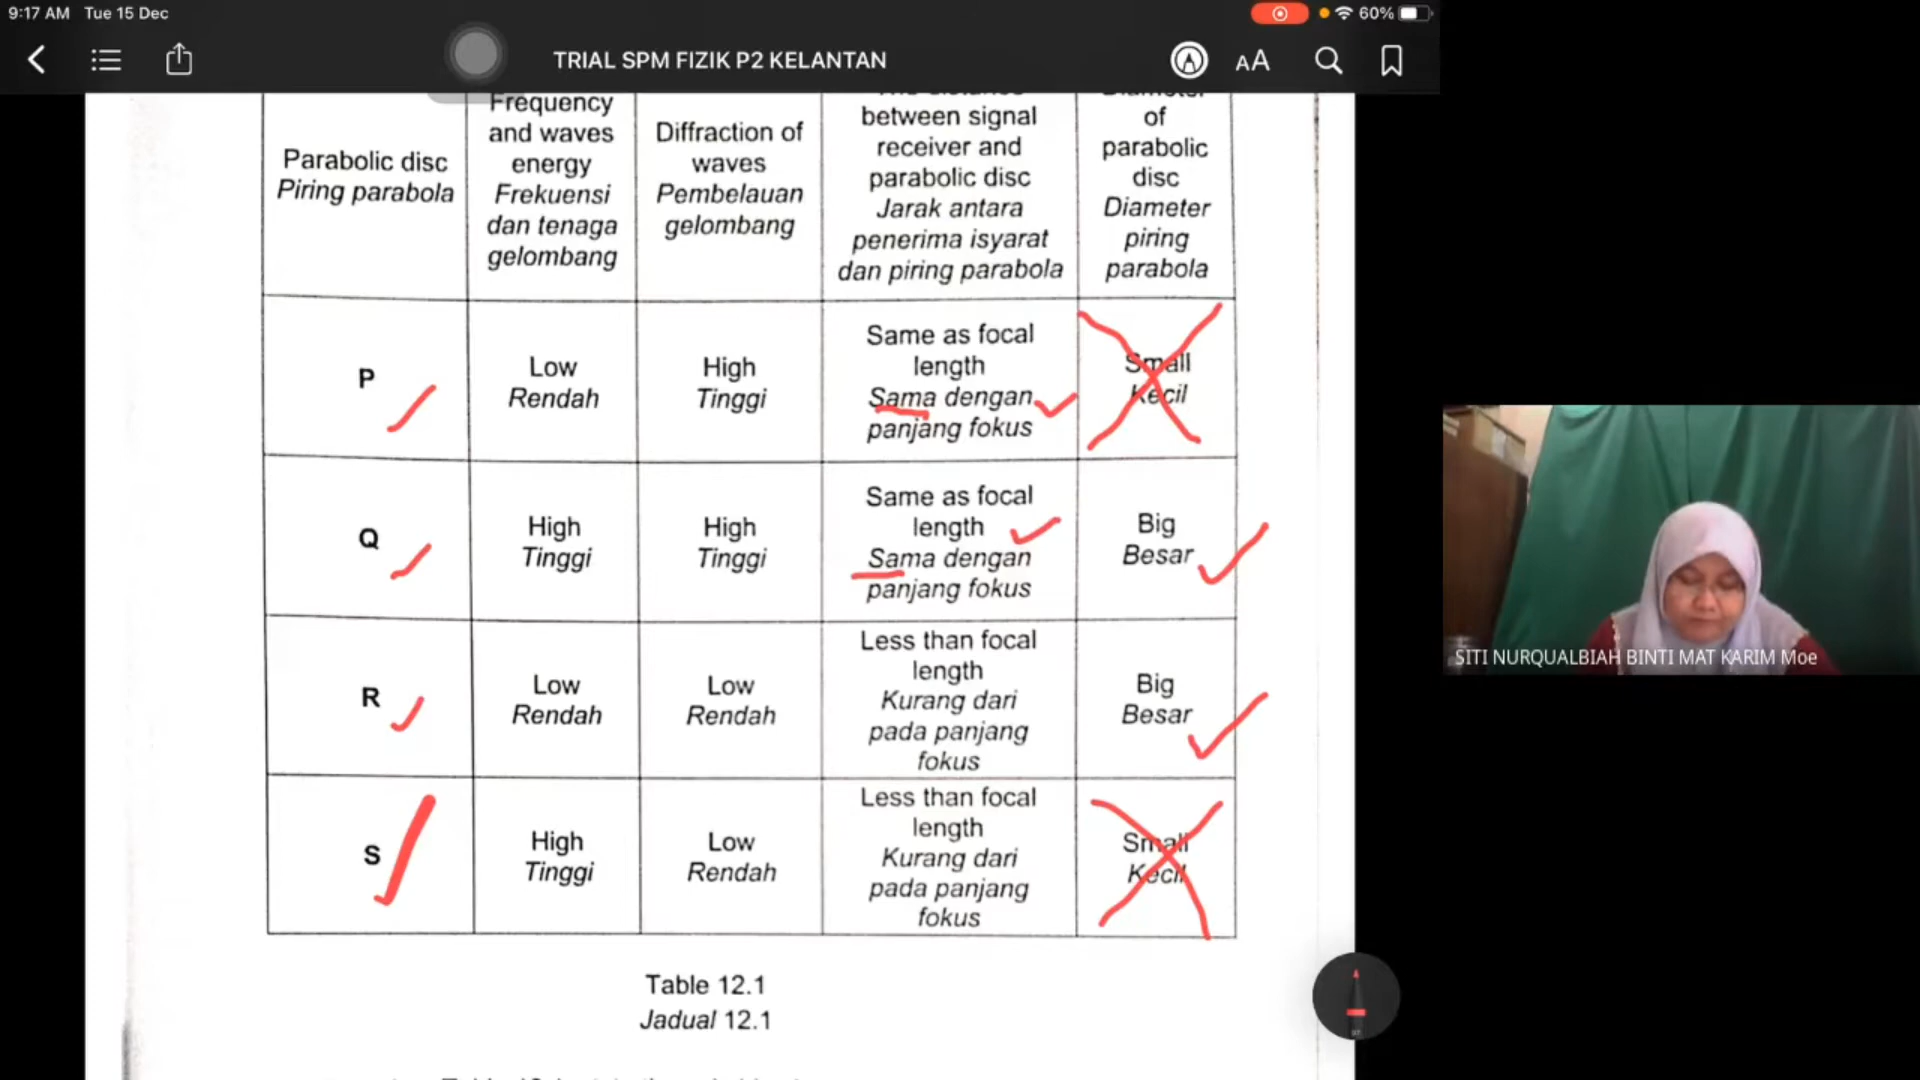 9:17 AM Tue 15 Dec
60%
TRIAL SPM FIZIK P2 KELANTAN
AA
Parabolic disc
Piring parabola
Frequency
and waves
energy
Frekuensi
dan tenaga
gelombang
Diffraction of
waves
Pembelauan
gelombang
The distance
between signal
receiver and
parabolic disc
Jarak antara
penerima isyarat
dan piring parabola
Diameter
of
parabolic
disc
Diameter
piring
parabola
P
Low
Rendah
High
Tinggi
Same as focal
length
Sama dengan
panjang fokus
Small
Kecil
Q
High
Tinggi
High
Tinggi
Same as focal
length
Sama dengan
panjang fokus
Big
Besar
R
Low
Rendah
Low
Rendah
Less than focal
length
Kurang dari
pada panjang
fokus
Big
Besar
S
High
Tinggi
Low
Rendah
Less than focal
length
Kurang dari
pada panjang
fokus
Small
Kecil
Table 12.1
Jadual 12.1
SITI NURQUALBIAH BINTI MAT KARIM Moe